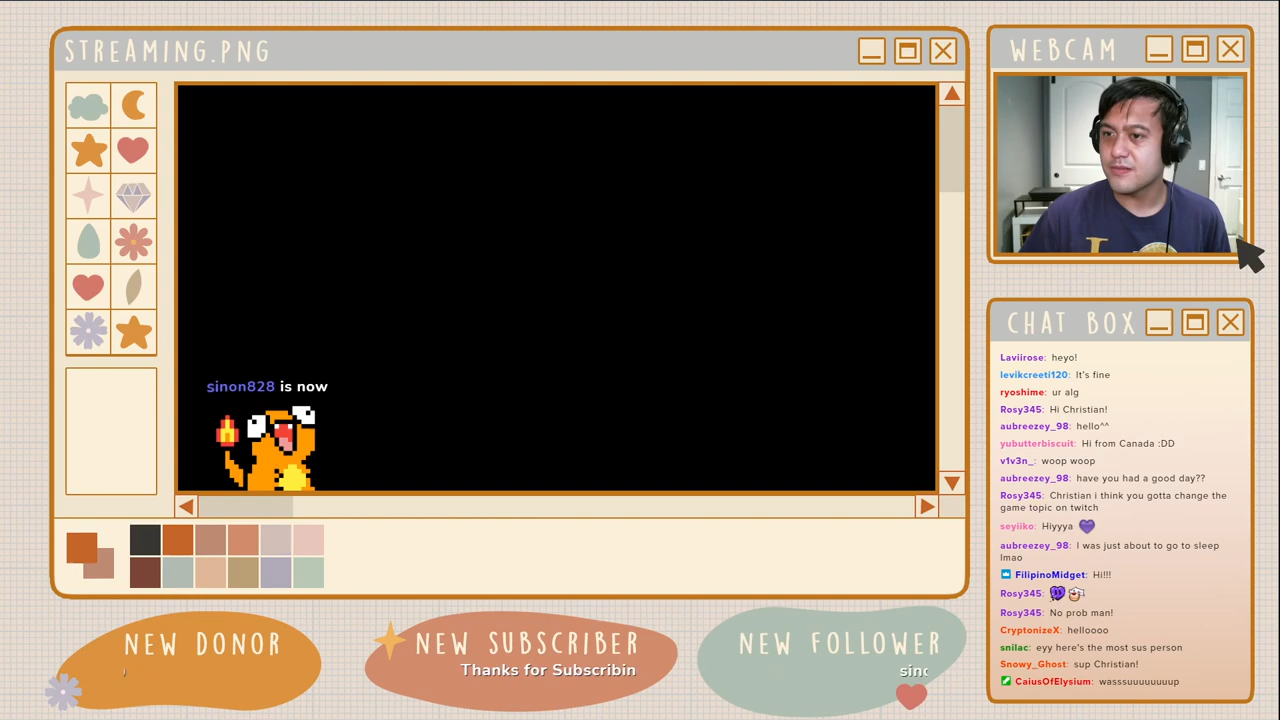 STREAMING.PNG
WEBCAM
sinon828 is now
CHAT BOX
Laviirose: heyo!
levikcreeti120: It's fine
ryoshime: ur alg
Rosy345: Hi Christian!
aubreezey_98: hello^^
yubutterbiscuit: Hi from Canada :DD
v1v3n_: woop woop
aubreezey_98: have you had a good day??
Rosy345: Christian i think you gotta change the
game topic on twitch
seyiiko: Hiyyya
aubreezey_98: I was just about to go to sleep
lmao
FilipinoMidget: Hi!!!
Rosy345:
Rosy345: No prob man!
CryptonizeX: helloooo
snilac: eyy here's the most sus person
Snowy_Ghost: sup Christian!
CaiusOfElysium: wasssuuuuuuuup
NEW DONOR
NEW SUBSCRIBER
Thanks for Subscribin
NEW FOLLOWER